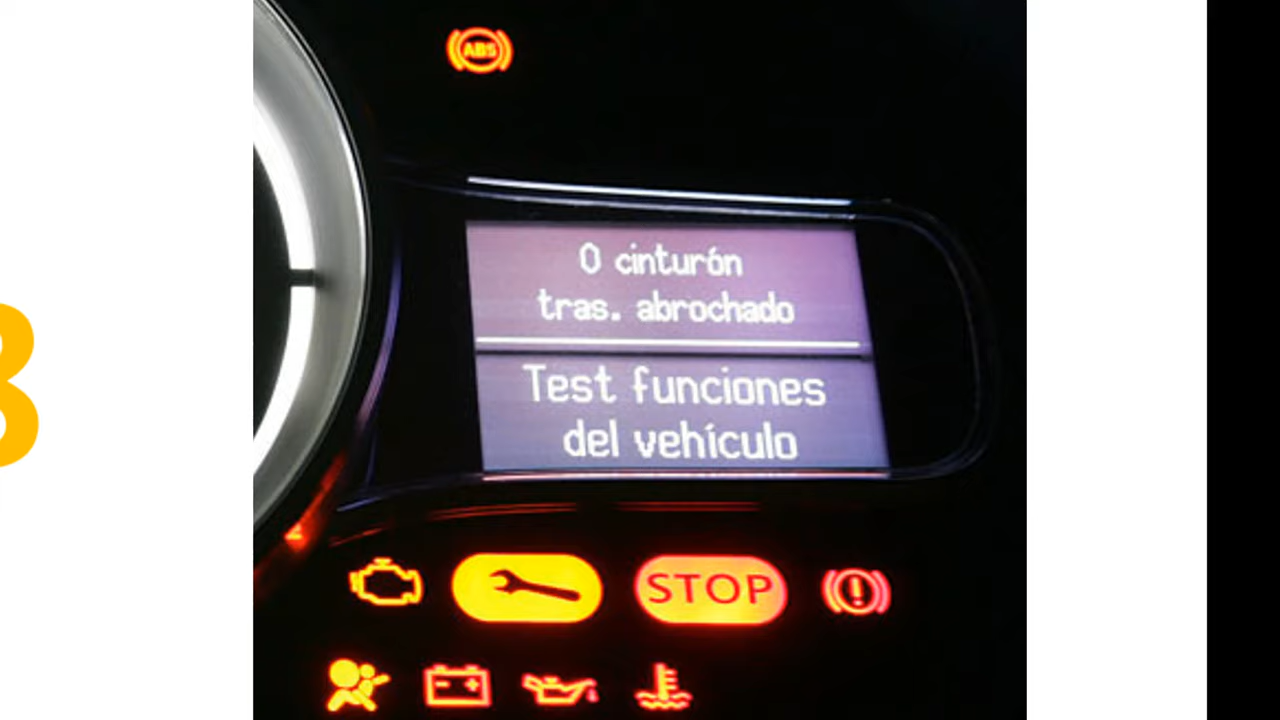 ABS
0 cinturón
tras. abrochado
Test funciones
del vehículo
STOP